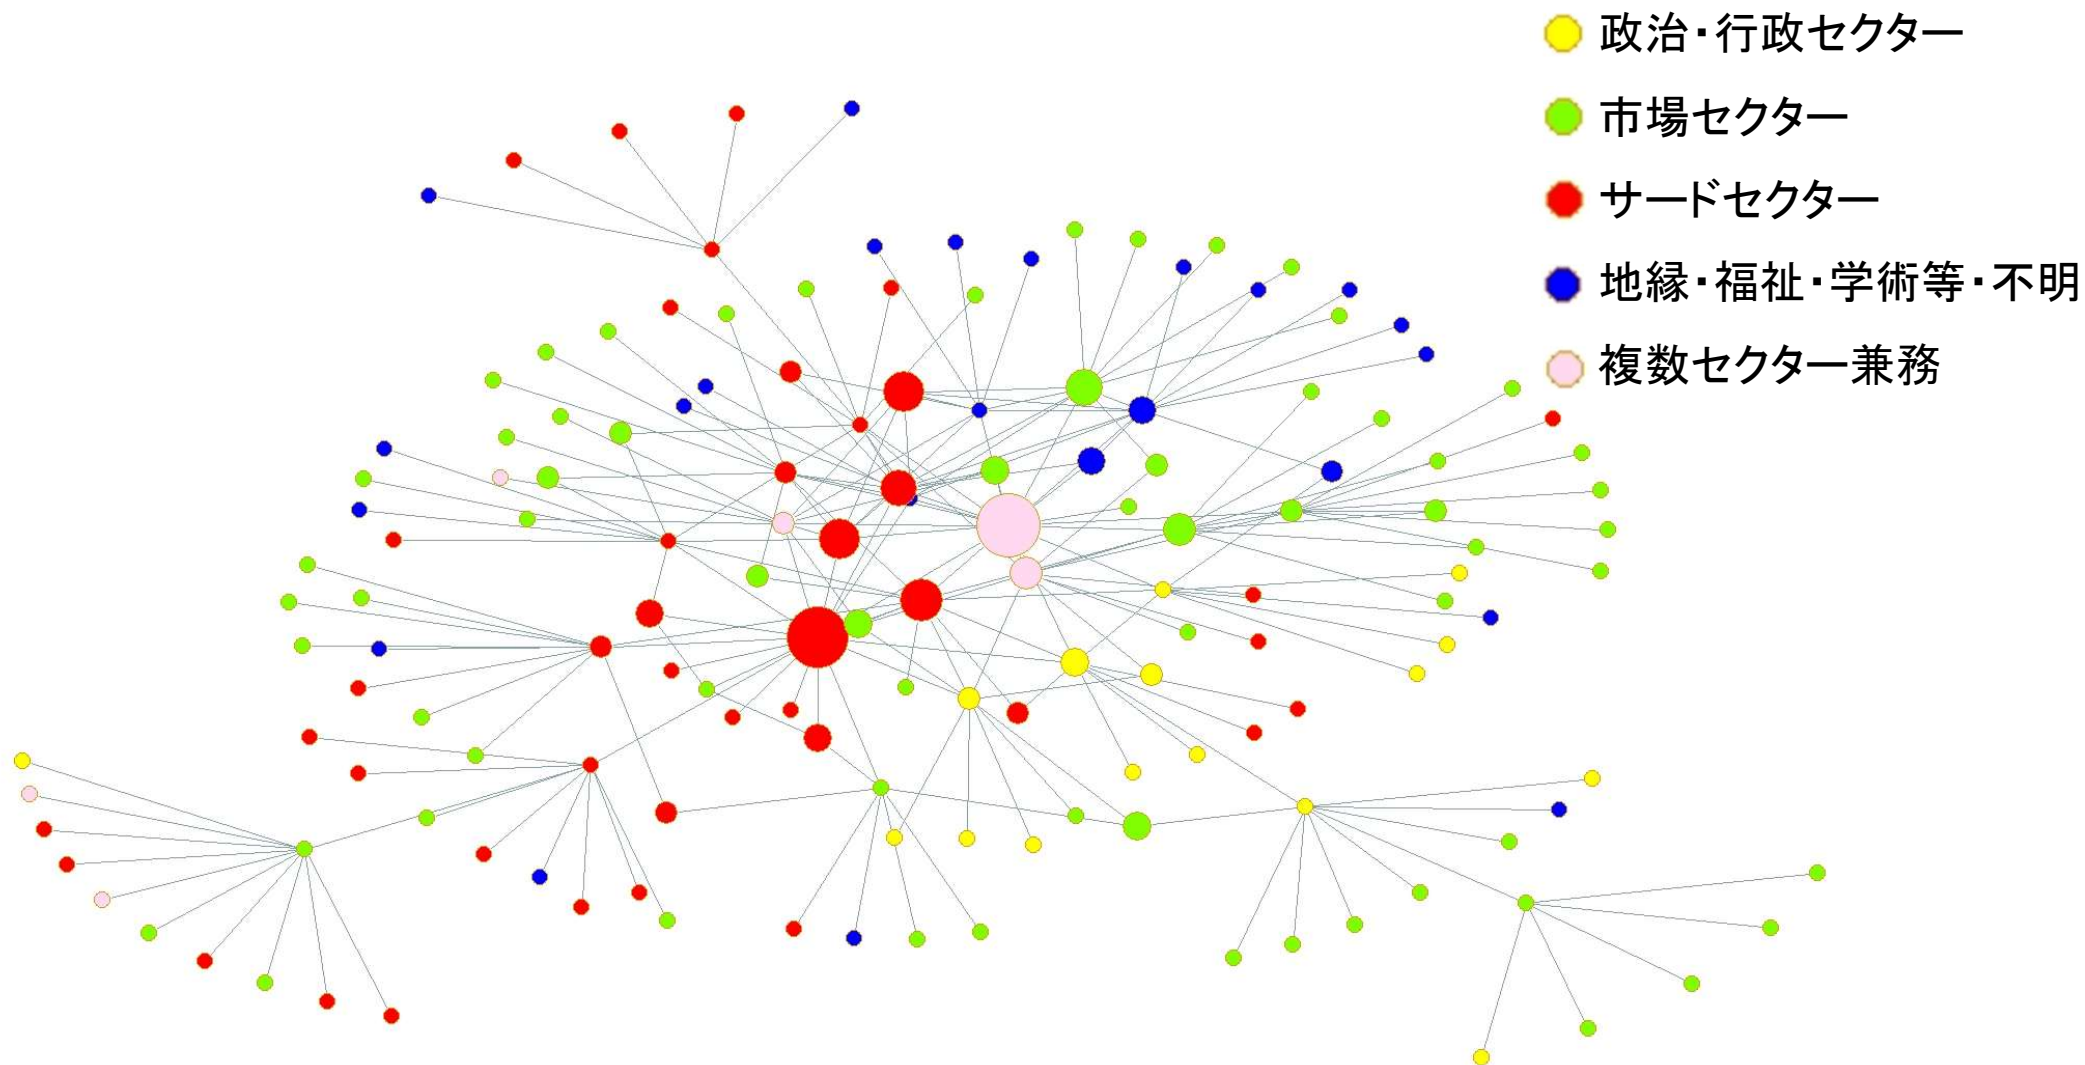 政治・行政セクター
市場セクター
サードセクター
地縁・福祉・学術等・不明
複数セクター兼務